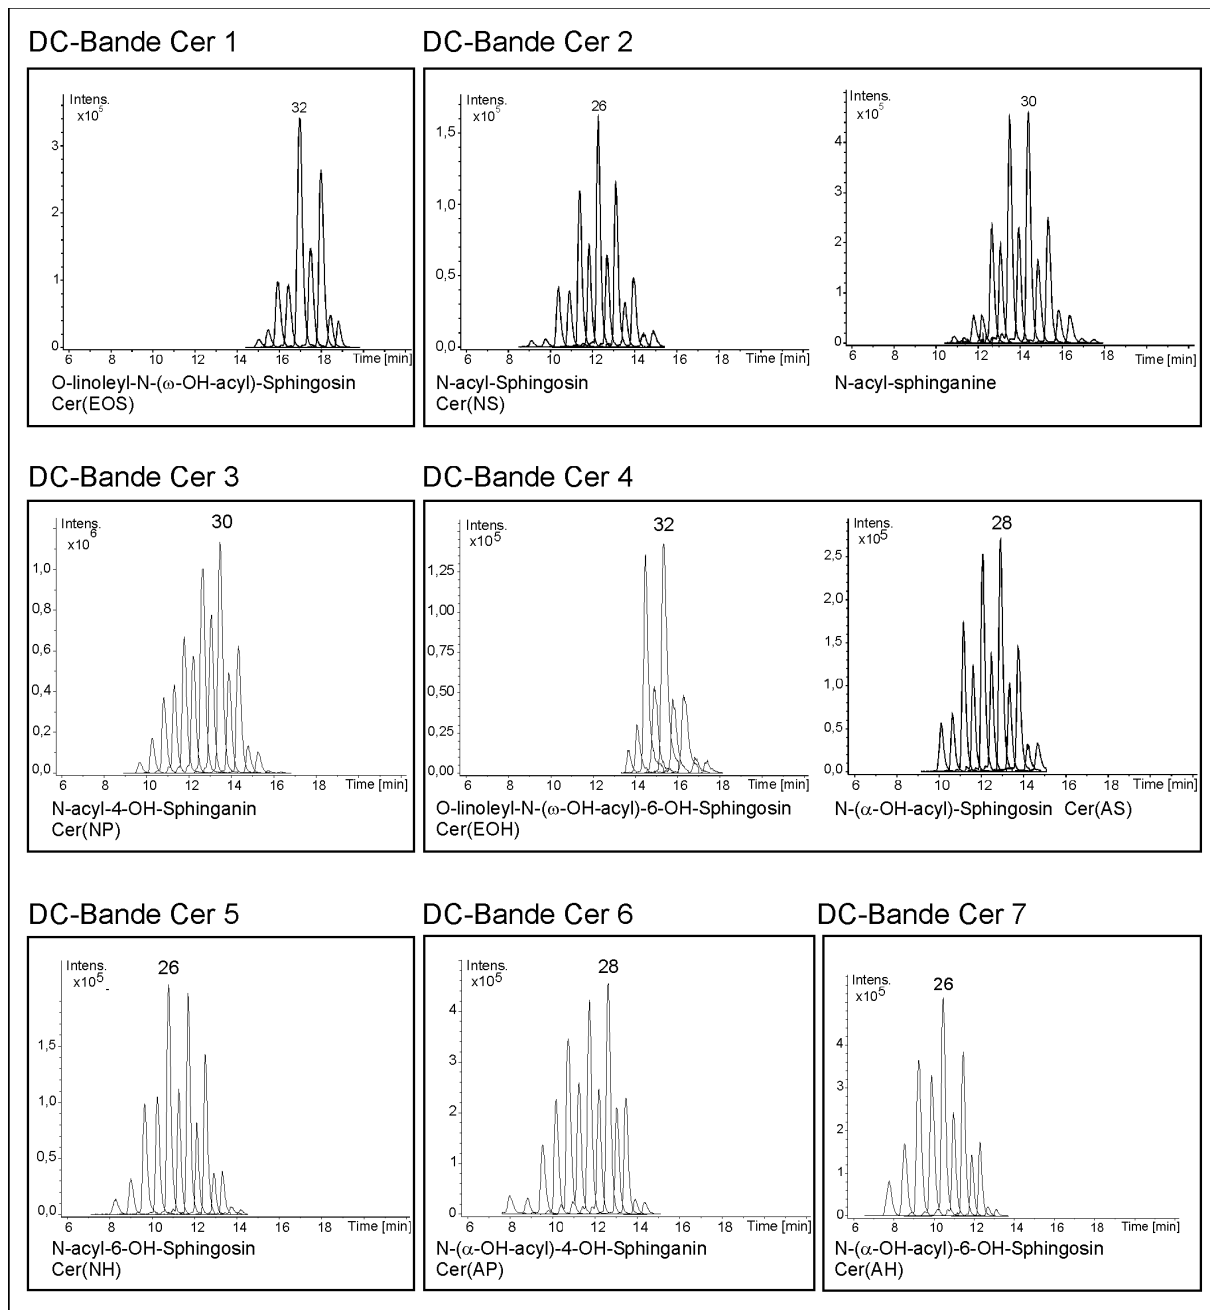 DC-Bande Cer 1
Intens.
x10^5
32
3
2
1
0
6 8 10 12 14 16 18 Time [min]
O-linoleyl-N-(ω-OH-acyl)-Sphingosin
Cer(EOS)
DC-Bande Cer 2
Intens.
x10^5
26
1,5
1,0
0,5
0,0
6 8 10 12 14 16 18 Time [min]
N-acyl-Sphingosin
Cer(NS)
Intens.
x10^5
30
4
3
2
1
0
6 8 10 12 14 16 18 Time [min]
N-acyl-sphinganine
DC-Bande Cer 3
Intens.
x10^6
30
1,0
0,8
0,6
0,4
0,2
0,0
6 8 10 12 14 16 18 Time [min]
N-acyl-4-OH-Sphinganin
Cer(NP)
DC-Bande Cer 4
Intens.
x10^5
32
1,25
1,00
0,75
0,50
0,25
0,00
6 8 10 12 14 16 18 Time [min]
O-linoleyl-N-(ω-OH-acyl)-6-OH-Sphingosin
Cer(EOH)
Intens.
x10^5
28
2,5
2,0
1,5
1,0
0,5
0,0
6 8 10 12 14 16 18 Time [min]
N-(α-OH-acyl)-Sphingosin Cer(AS)
DC-Bande Cer 5
Intens.
x10^5
26
1,5
1,0
0,5
0,0
6 8 10 12 14 16 18 Time [min]
N-acyl-6-OH-Sphingosin
Cer(NH)
DC-Bande Cer 6
Intens.
x10^5
28
4
3
2
1
0
6 8 10 12 14 16 18 Time [min]
N-(α-OH-acyl)-4-OH-Sphinganin
Cer(AP)
DC-Bande Cer 7
Intens.
x10^5
26
4
3
2
1
0
6 8 10 12 14 16 18 Time [min]
N-(α-OH-acyl)-6-OH-Sphingosin
Cer(AH)